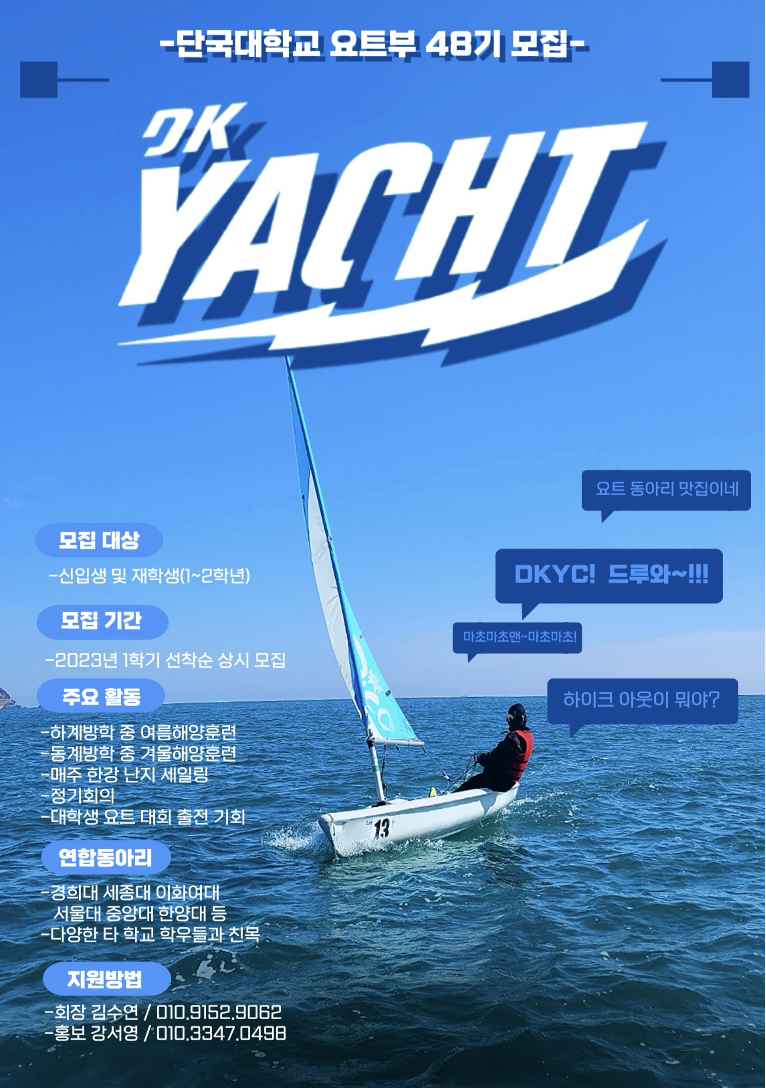 -단국대학교 요트부 48기 모집-
DK
YACHT
요트 동아리 맛집이네
DKYC! 드루와~!!!
마초마초맨~마초마초!
하이크 아웃이 뭐야?
모집 대상
-신입생 및 재학생(1~2학년)
모집 기간
-2023년 1학기 선착순 상시 모집
주요 활동
-하계방학 중 여름해양훈련
-동계방학 중 겨울해양훈련
-매주 한강 난지 세일링
-정기회의
-대학생 요트 대회 출전 기회
13
연합동아리
-경희대 세종대 이화여대
서울대 중앙대 한양대 등
-다양한 타 학교 학우들과 친목
지원방법
-회장 김수연 / 010.9152.9062
-홍보 강서영 / 010.3347.0498